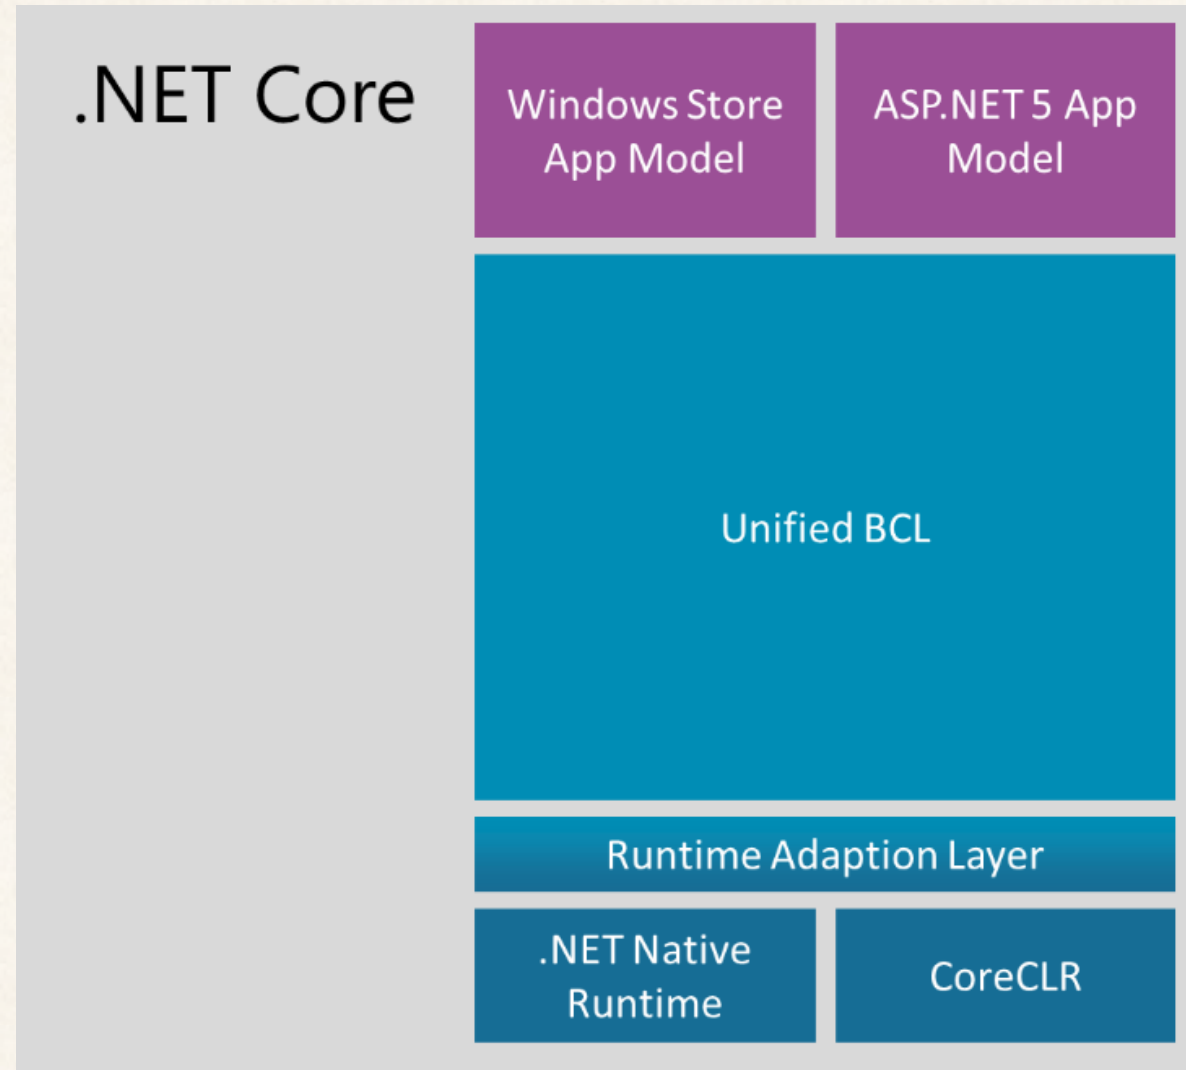 .NET Core
Windows Store
App Model
ASP.NET 5 App
Model
Unified BCL
Runtime Adaption Layer
.NET Native
Runtime
CoreCLR